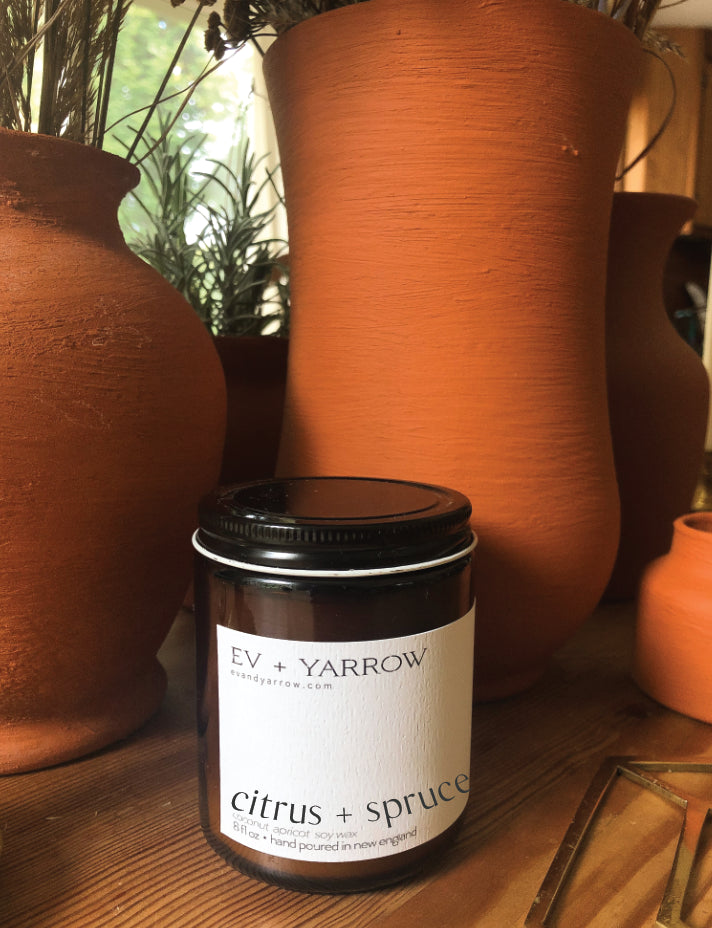 EV + YARROW
evandyarrow.com
citrus + spruce
coconut apricot soy wax
8 fl oz • hand poured in new england